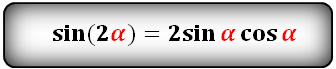 sin(2α) = 2sin α cos α